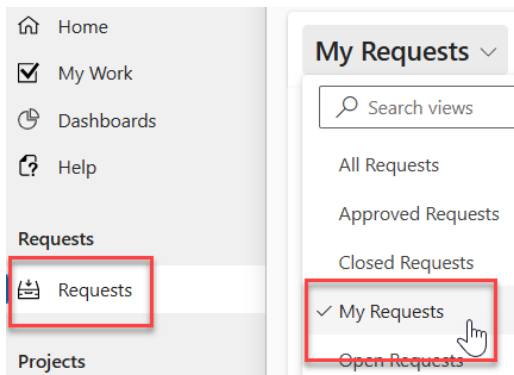 Home
My Work
Dashboards
Help
Requests
Requests
Projects
My Requests
Search views
All Requests
Approved Requests
Closed Requests
My Requests
Open Requests